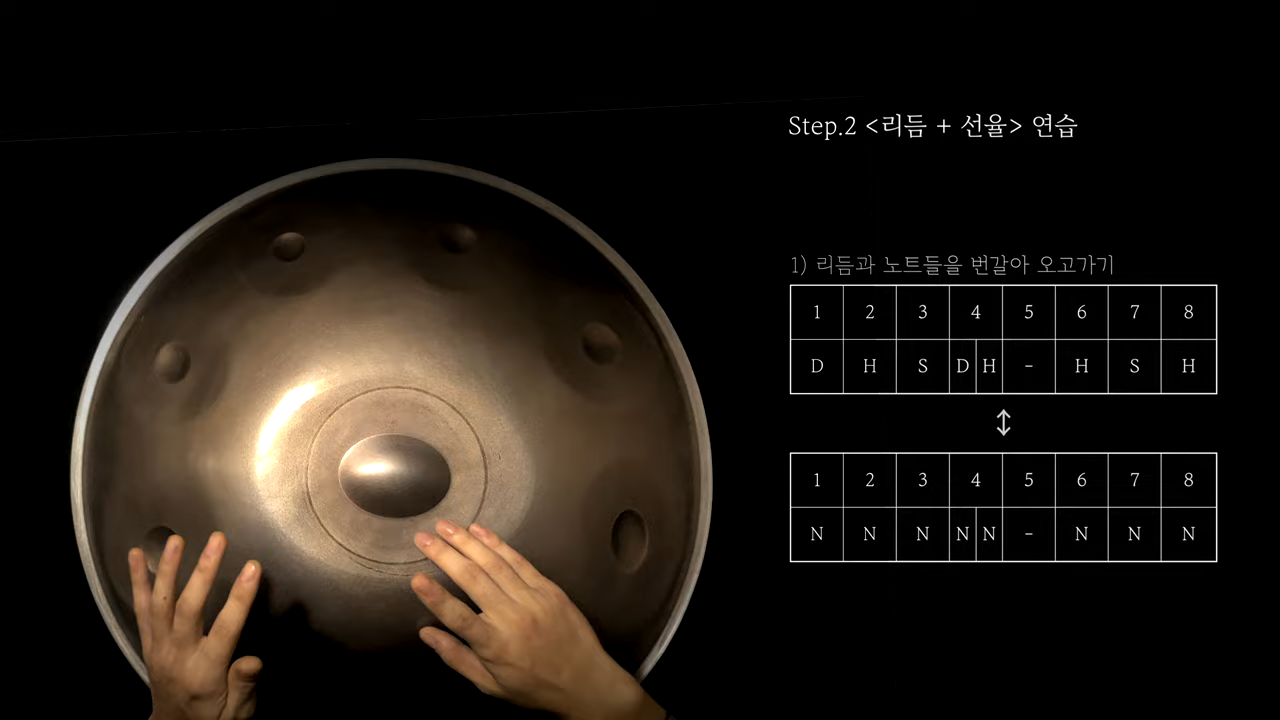 Step.2 <리듬 + 선율> 연습
1) 리듬과 노트들을 번갈아 오고가기
1 2 3 4 5 6 7 8
D H S D H - H S H
↕
1 2 3 4 5 6 7 8
N N N N N - N N N